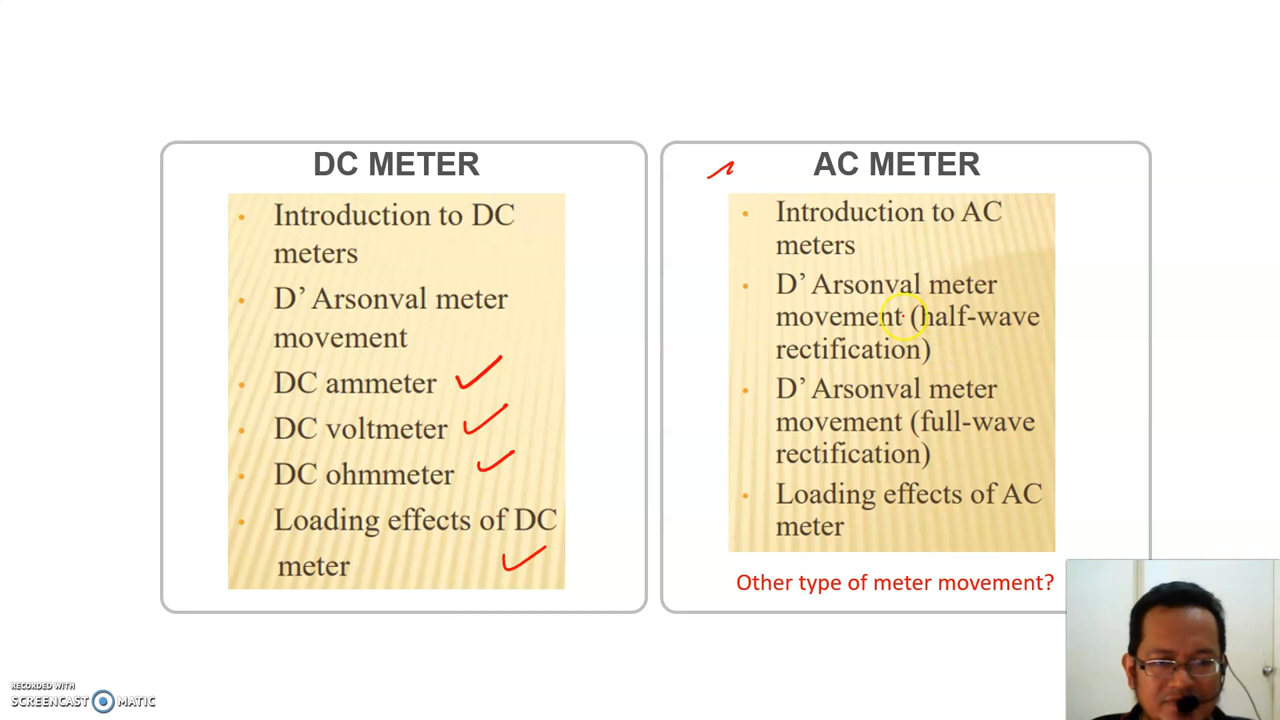 DC METER
• Introduction to DC
meters
• D’ Arsonval meter
movement
• DC ammeter
• DC voltmeter
• DC ohmmeter
• Loading effects of DC
meter
AC METER
• Introduction to AC
meters
• D’ Arsonval meter
movement (half-wave
rectification)
• D’ Arsonval meter
movement (full-wave
rectification)
• Loading effects of AC
meter
Other type of meter movement?
RECORDED WITH
SCREENCAST MATIC